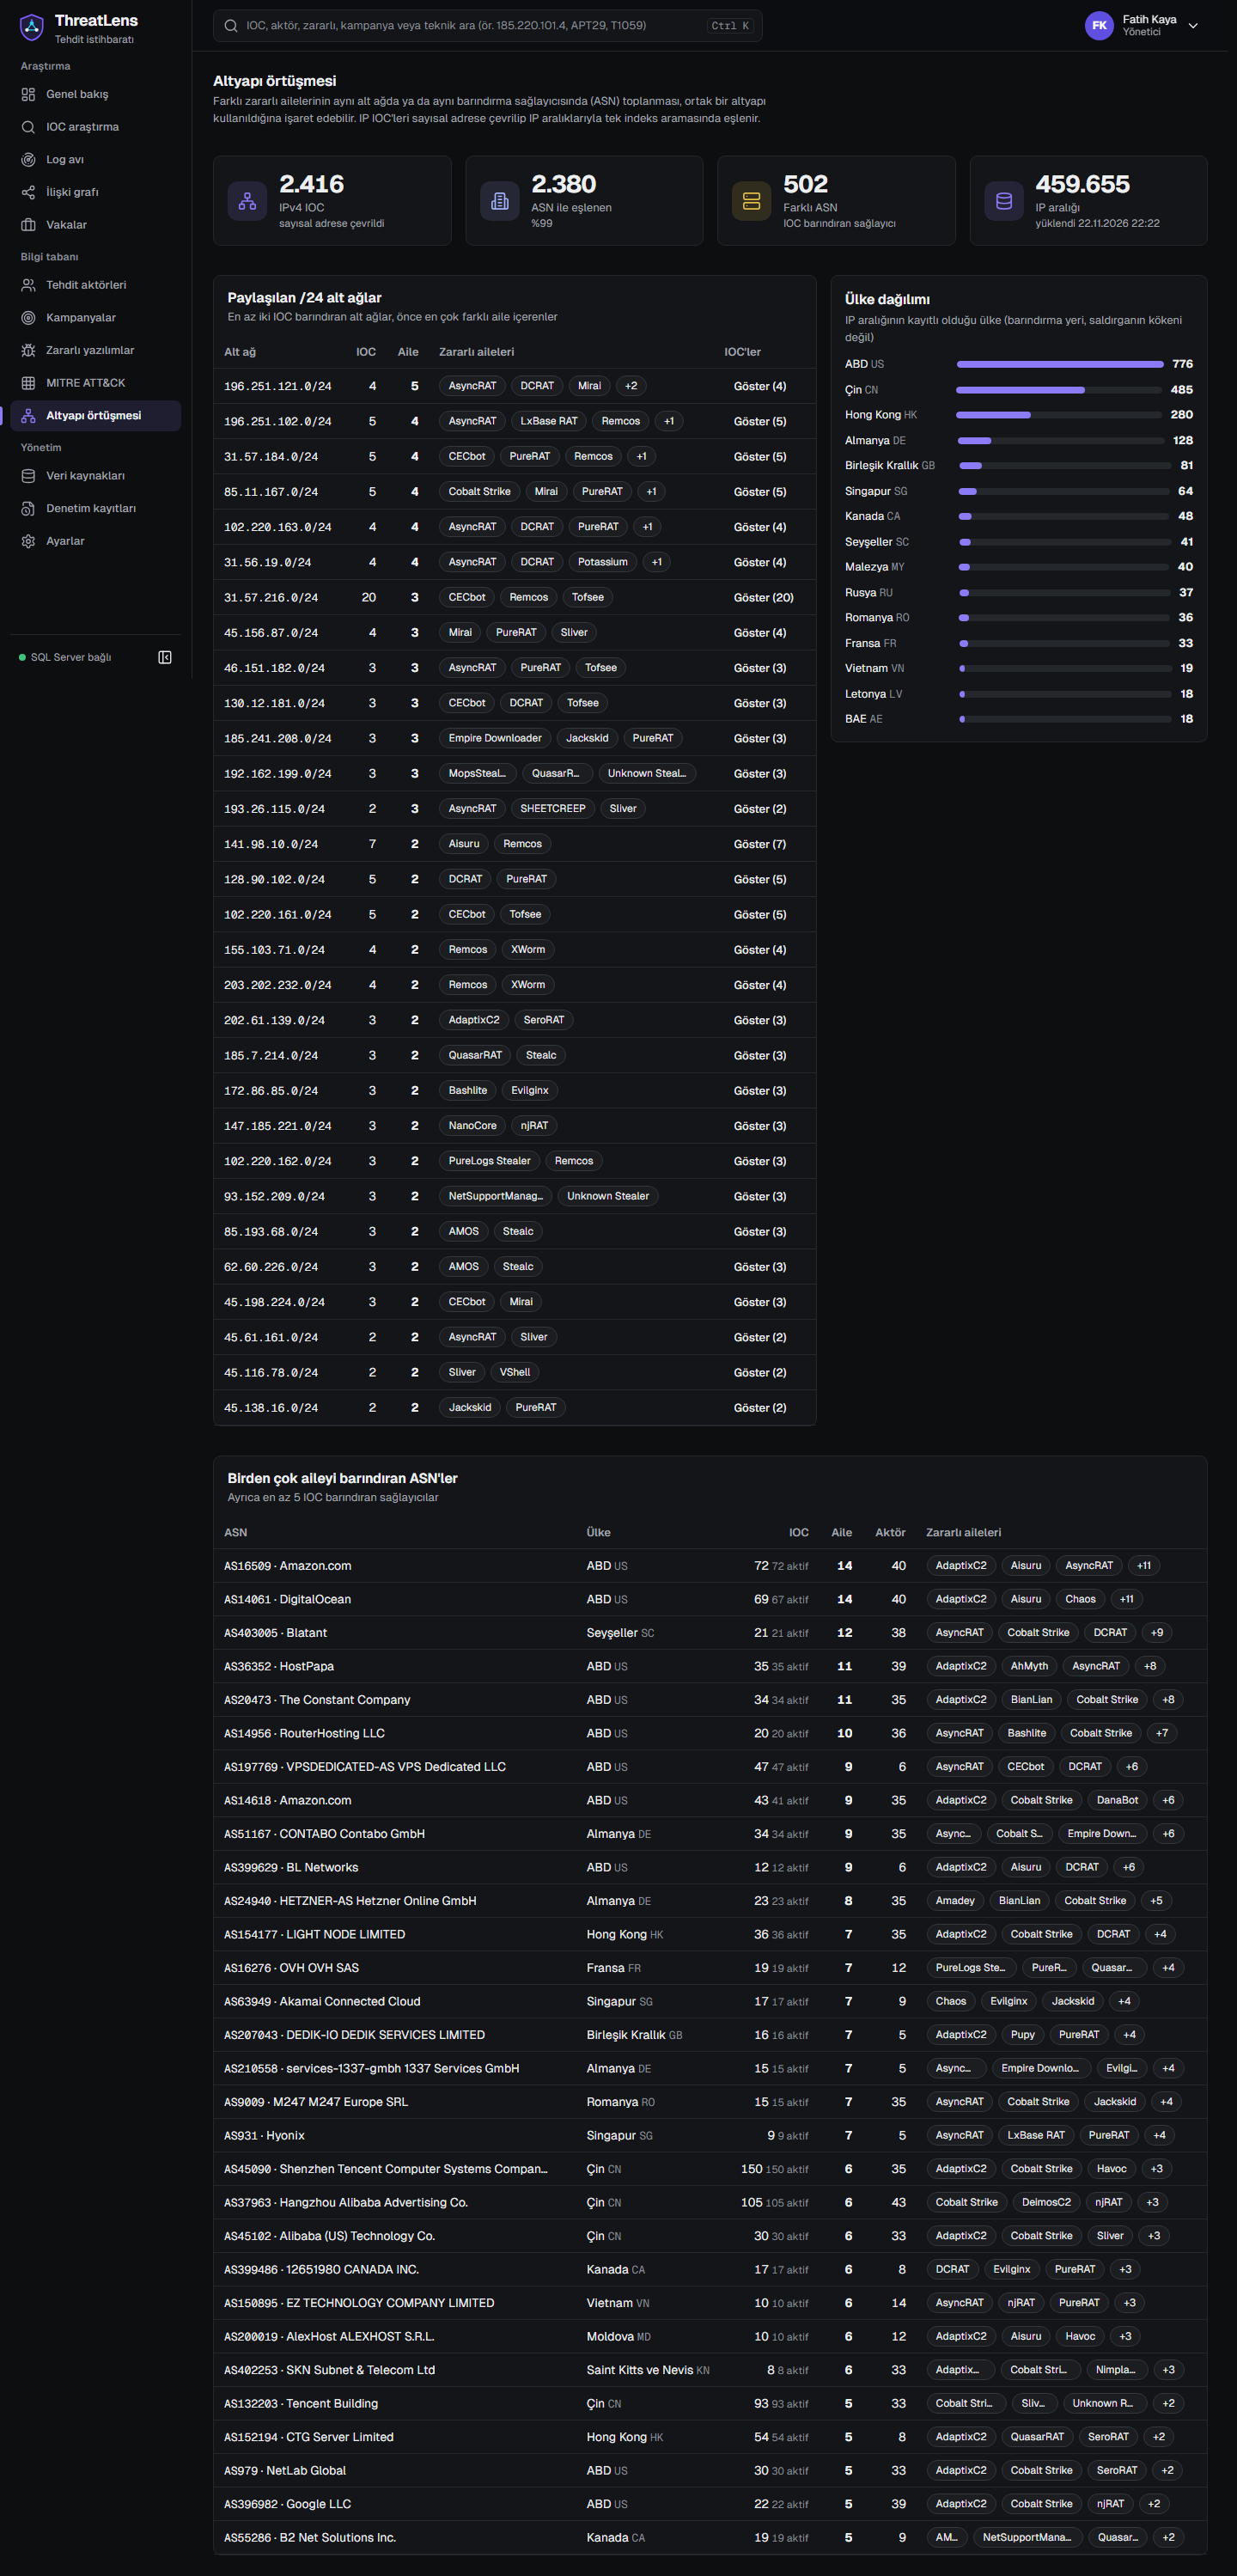 ThreatLens
Tehdit istihbaratı
Araştırma
Genel bakış
IOC araştırma
Log avı
İlişki grafı
Vakalar
Bilgi tabanı
Tehdit aktörleri
Kampanyalar
Zararlı yazılımlar
MITRE ATT&CK
Altyapı örtüşmesi
Yönetim
Veri kaynakları
Denetim kayıtları
Ayarlar
SQL Server bağlı
IOC, aktör, zararlı, kampanya veya teknik ara (ör. 185.220.101.4, APT29, T1059) Ctrl K
FK Fatih Kaya
Yönetici
Altyapı örtüşmesi
Farklı zararlı ailelerinin aynı alt ağda ya da aynı barındırma sağlayıcısında (ASN) toplanması, ortak bir altyapı
kullanıldığına işaret edebilir. IP IOC'leri sayısal adrese çevrilip IP aralıklarıyla tek indeks aramasında eşlenir.
2.416
IPv4 IOC
sayısal adrese çevrildi
2.380
ASN ile eşlenen
%99
502
Farklı ASN
IOC barındıran sağlayıcı
459.655
IP aralığı
yüklendi 22.11.2026 22:22
Paylaşılan /24 alt ağlar
En az iki IOC barındıran alt ağlar, önce en çok farklı aile içerenler
Alt ağ IOC Aile Zararlı aileleri IOC'ler
196.251.121.0/24 4 5 AsyncRAT DCRAT Mirai +2 Göster (4)
196.251.102.0/24 5 4 AsyncRAT LxBase RAT Remcos +1 Göster (5)
31.57.184.0/24 5 4 CECbot PureRAT Remcos +1 Göster (5)
85.11.167.0/24 5 4 Cobalt Strike Mirai PureRAT +1 Göster (5)
102.220.163.0/24 4 4 AsyncRAT DCRAT PureRAT +1 Göster (4)
31.56.19.0/24 4 4 AsyncRAT DCRAT Potassium +1 Göster (4)
31.57.216.0/24 20 3 CECbot Remcos Tofsee Göster (20)
45.156.87.0/24 4 3 Mirai PureRAT Sliver Göster (4)
46.151.182.0/24 3 3 AsyncRAT PureRAT Tofsee Göster (3)
130.12.181.0/24 3 3 CECbot DCRAT Tofsee Göster (3)
185.241.208.0/24 3 3 Empire Downloader Jackskid PureRAT Göster (3)
192.162.199.0/24 3 3 MopsSteal... QuasarR... Unknown Steal... Göster (3)
193.26.115.0/24 2 3 AsyncRAT SHEETCREEP Sliver Göster (2)
141.98.10.0/24 7 2 Aisuru Remcos Göster (7)
128.90.102.0/24 5 2 DCRAT PureRAT Göster (5)
102.220.161.0/24 5 2 CECbot Tofsee Göster (5)
155.103.71.0/24 4 2 Remcos XWorm Göster (4)
203.202.232.0/24 4 2 Remcos XWorm Göster (4)
202.61.139.0/24 3 2 AdaptixC2 SeroRAT Göster (3)
185.7.214.0/24 3 2 QuasarRAT Stealc Göster (3)
172.86.85.0/24 3 2 Bashlite Evilginx Göster (3)
147.185.221.0/24 3 2 NanoCore njRAT Göster (3)
102.220.162.0/24 3 2 PureLogs Stealer Remcos Göster (3)
93.152.209.0/24 3 2 NetSupportManag... Unknown Stealer Göster (3)
85.193.68.0/24 3 2 AMOS Stealc Göster (3)
62.60.226.0/24 3 2 AMOS Stealc Göster (3)
45.198.224.0/24 3 2 CECbot Mirai Göster (3)
45.61.161.0/24 2 2 AsyncRAT Sliver Göster (2)
45.116.78.0/24 2 2 Sliver VShell Göster (2)
45.138.16.0/24 2 2 Jackskid PureRAT Göster (2)
Ülke dağılımı
IP aralığının kayıtlı olduğu ülke (barındırma yeri, saldırganın kökeni
değil)
ABD US 776
Çin CN 485
Hong Kong HK 280
Almanya DE 128
Birleşik Krallık GB 81
Singapur SG 64
Kanada CA 48
Seyşeller SC 41
Malezya MY 40
Rusya RU 37
Romanya RO 36
Fransa FR 33
Vietnam VN 19
Letonya LV 18
BAE AE 18
Birden çok aileyi barındıran ASN'ler
Ayrıca en az 5 IOC barındıran sağlayıcılar
ASN Ülke IOC Aile Aktör Zararlı aileleri
AS16509 · Amazon.com ABD US 72 72 aktif 14 40 AdaptixC2 Aisuru AsyncRAT +11
AS14061 · DigitalOcean ABD US 69 67 aktif 14 40 AdaptixC2 Aisuru Chaos +11
AS403005 · Blatant Seyşeller SC 21 21 aktif 12 38 AsyncRAT Cobalt Strike DCRAT +9
AS36352 · HostPapa ABD US 35 35 aktif 11 39 AdaptixC2 AhMyth AsyncRAT +8
AS20473 · The Constant Company ABD US 34 34 aktif 11 35 AdaptixC2 BianLian Cobalt Strike +8
AS14956 · RouterHosting LLC ABD US 20 20 aktif 10 36 AsyncRAT Bashlite Cobalt Strike +7
AS197769 · VPSDEDICATED-AS VPS Dedicated LLC ABD US 47 47 aktif 9 6 AsyncRAT CECbot DCRAT +6
AS14618 · Amazon.com ABD US 43 41 aktif 9 35 AdaptixC2 Cobalt Strike DanaBot +6
AS51167 · CONTABO Contabo GmbH Almanya DE 34 34 aktif 9 35 Async... Cobalt S... Empire Down... +6
AS399629 · BL Networks ABD US 12 12 aktif 9 6 AdaptixC2 Aisuru DCRAT +6
AS24940 · HETZNER-AS Hetzner Online GmbH Almanya DE 23 23 aktif 8 35 Amadey BianLian Cobalt Strike +5
AS154177 · LIGHT NODE LIMITED Hong Kong HK 36 36 aktif 7 35 AdaptixC2 Cobalt Strike DCRAT +4
AS16276 · OVH OVH SAS Fransa FR 19 19 aktif 7 12 PureLogs Ste... PureR... Quasar... +4
AS63949 · Akamai Connected Cloud Singapur SG 17 17 aktif 7 9 Chaos Evilginx Jackskid +4
AS207043 · DEDIK-IO DEDIK SERVICES LIMITED Birleşik Krallık GB 16 16 aktif 7 5 AdaptixC2 Pupy PureRAT +4
AS210558 · services-1337-gmbh 1337 Services GmbH Almanya DE 15 15 aktif 7 5 Async... Empire Downlo... Evilgi... +4
AS9009 · M247 M247 Europe SRL Romanya RO 15 15 aktif 7 35 AsyncRAT Cobalt Strike Jackskid +4
AS931 · Hyonix Singapur SG 9 9 aktif 7 5 AsyncRAT LxBase RAT PureRAT +4
AS45090 · Shenzhen Tencent Computer Systems Compan... Çin CN 150 150 aktif 6 35 AdaptixC2 Cobalt Strike Havoc +3
AS37963 · Hangzhou Alibaba Advertising Co. Çin CN 105 105 aktif 6 43 Cobalt Strike DeimosC2 njRAT +3
AS45102 · Alibaba (US) Technology Co. Çin CN 30 30 aktif 6 33 AdaptixC2 Cobalt Strike Sliver +3
AS399486 · 12651980 CANADA INC. Kanada CA 17 17 aktif 6 8 DCRAT Evilginx PureRAT +3
AS150895 · EZ TECHNOLOGY COMPANY LIMITED Vietnam VN 10 10 aktif 6 14 AsyncRAT njRAT PureRAT +3
AS200019 · AlexHost ALEXHOST S.R.L. Moldova MD 10 10 aktif 6 12 AdaptixC2 Aisuru Havoc +3
AS402253 · SKN Subnet & Telecom Ltd Saint Kitts ve Nevis KN 8 8 aktif 6 33 Adaptix... Cobalt Stri... Nimpla... +3
AS132203 · Tencent Building Çin CN 93 93 aktif 5 33 Cobalt Stri... Sliv... Unknown R... +2
AS152194 · CTG Server Limited Hong Kong HK 54 54 aktif 5 8 AdaptixC2 QuasarRAT SeroRAT +2
AS979 · NetLab Global ABD US 30 30 aktif 5 33 AdaptixC2 Cobalt Strike SeroRAT +2
AS396982 · Google LLC ABD US 22 22 aktif 5 39 AdaptixC2 Cobalt Strike njRAT +2
AS55286 · B2 Net Solutions Inc. Kanada CA 19 19 aktif 5 9 AM... NetSupportMana... Quasar... +2